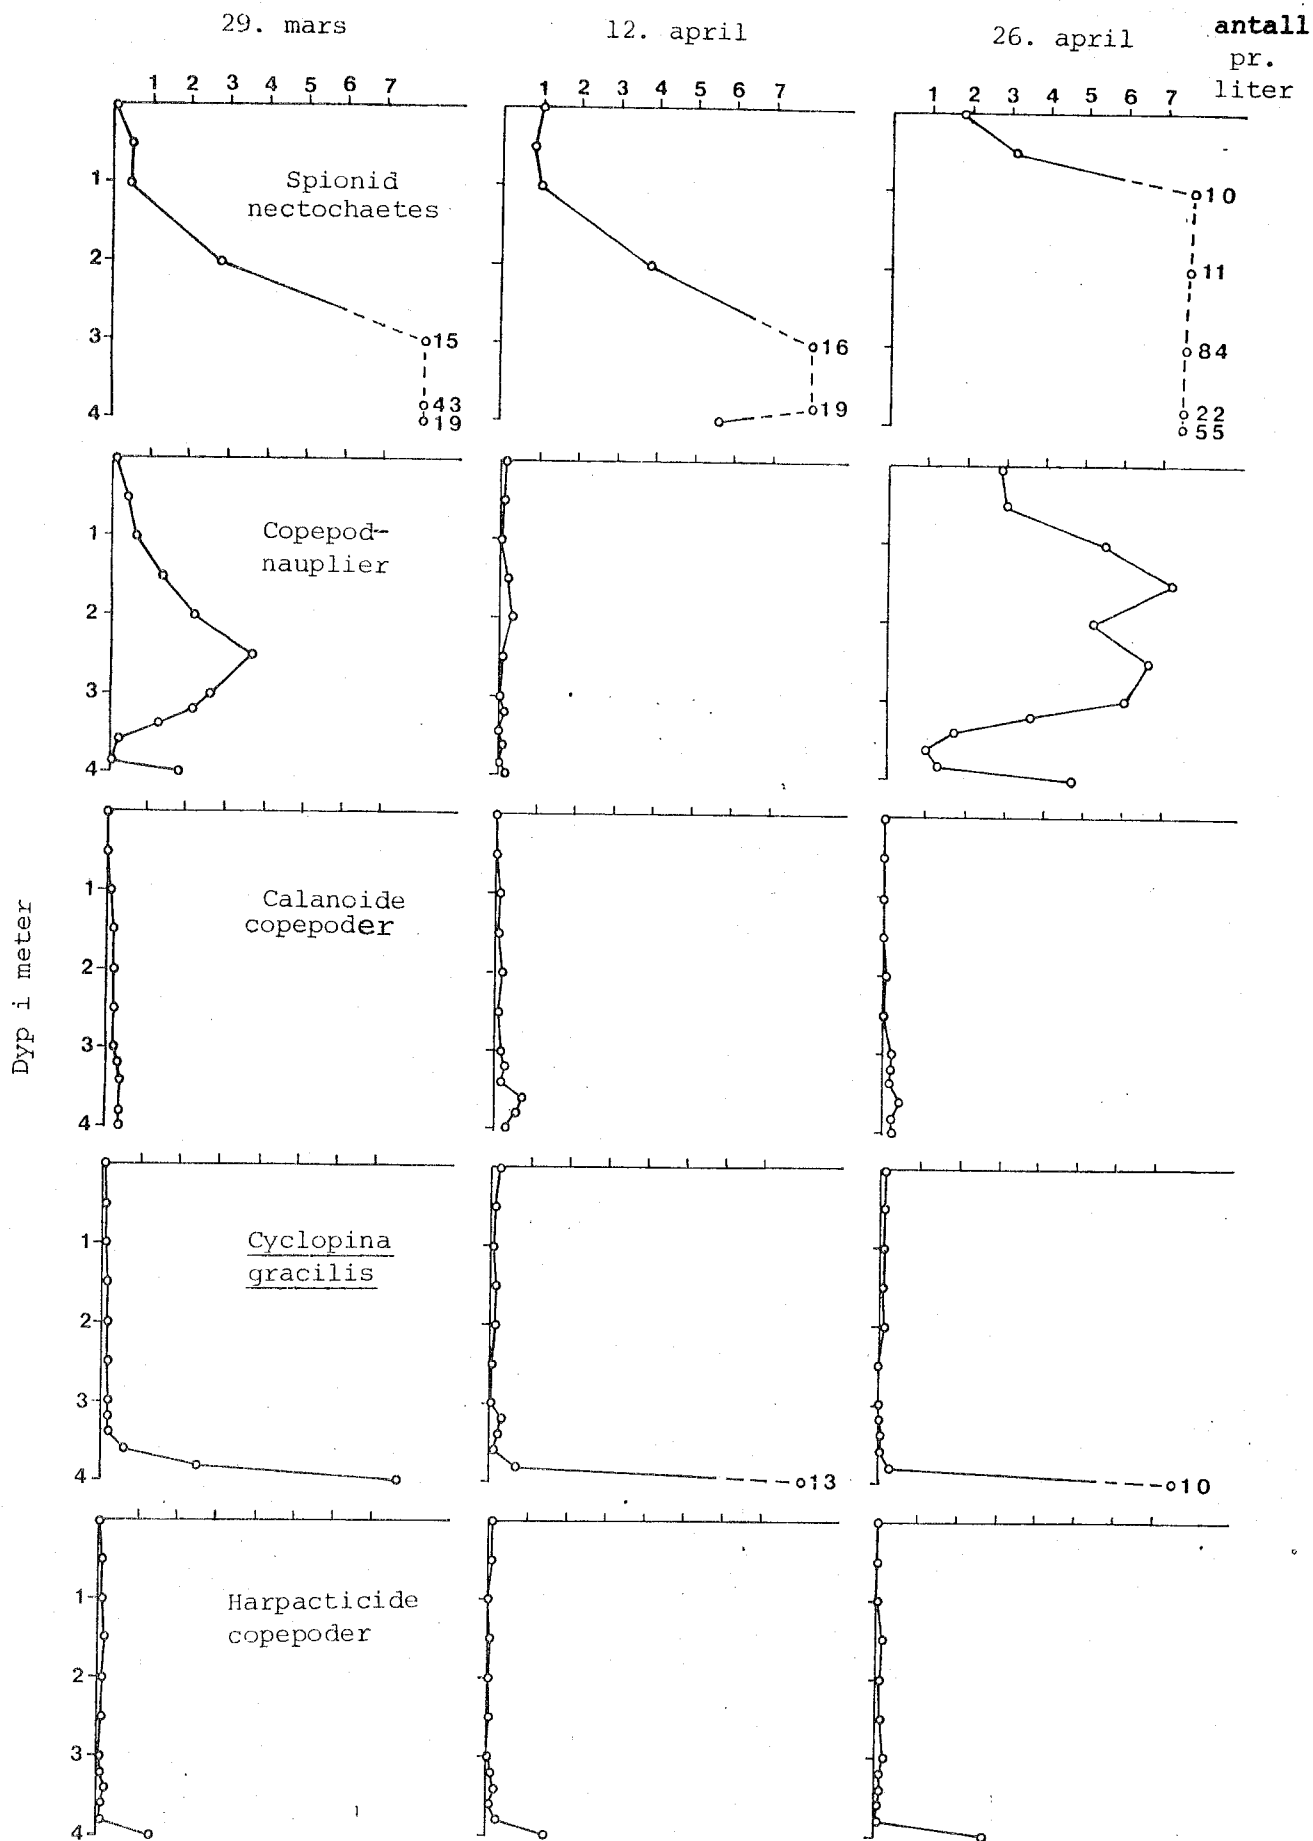 29. mars
12. april
26. april
antall
pr.
liter
1 2 3 4 5 6 7
1 2 3 4 5 6 7
1 2 3 4 5 6 7
Spionid
nectochaetes
1
2
3
4
15
43
19
16
19
10
11
84
22
55
Copepod-
nauplier
1
2
3
4
Dyp i meter
Calanoide
copepoder
1
2
3
4
Cyclopina
gracilis
1
2
3
4
13
10
Harpacticide
copepoder
1
2
3
4